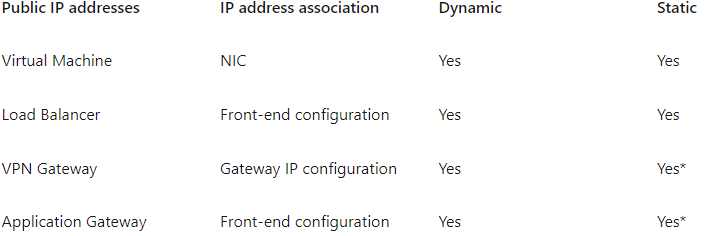 Public IP addresses IP address association Dynamic Static
Virtual Machine NIC Yes Yes
Load Balancer Front-end configuration Yes Yes
VPN Gateway Gateway IP configuration Yes Yes*
Application Gateway Front-end configuration Yes Yes*